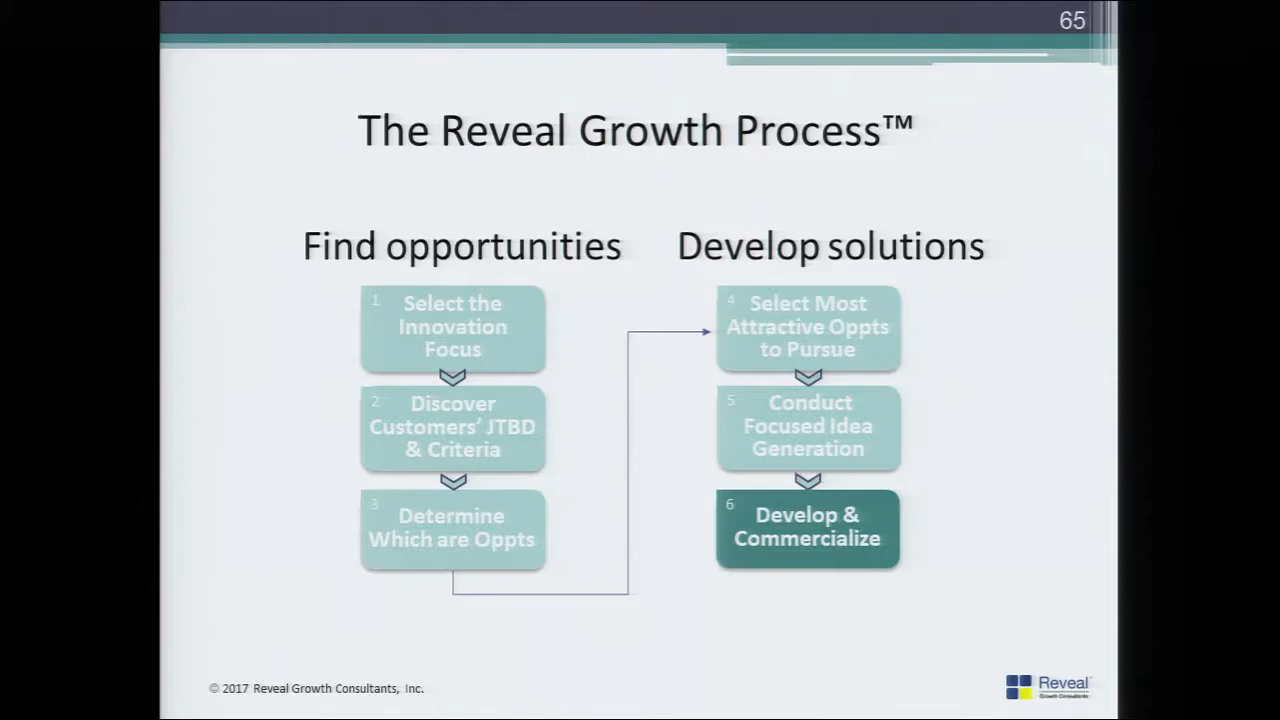 65
The Reveal Growth Process™
Find opportunities
1
Select the
Innovation
Focus
2
Discover
Customers' JTBD
& Criteria
3
Determine
Which are Oppts
Develop solutions
4
Select Most
Attractive Oppts
to Pursue
5
Conduct
Focused Idea
Generation
6
Develop &
Commercialize
© 2017 Reveal Growth Consultants, Inc.
Reveal
Growth Consultants